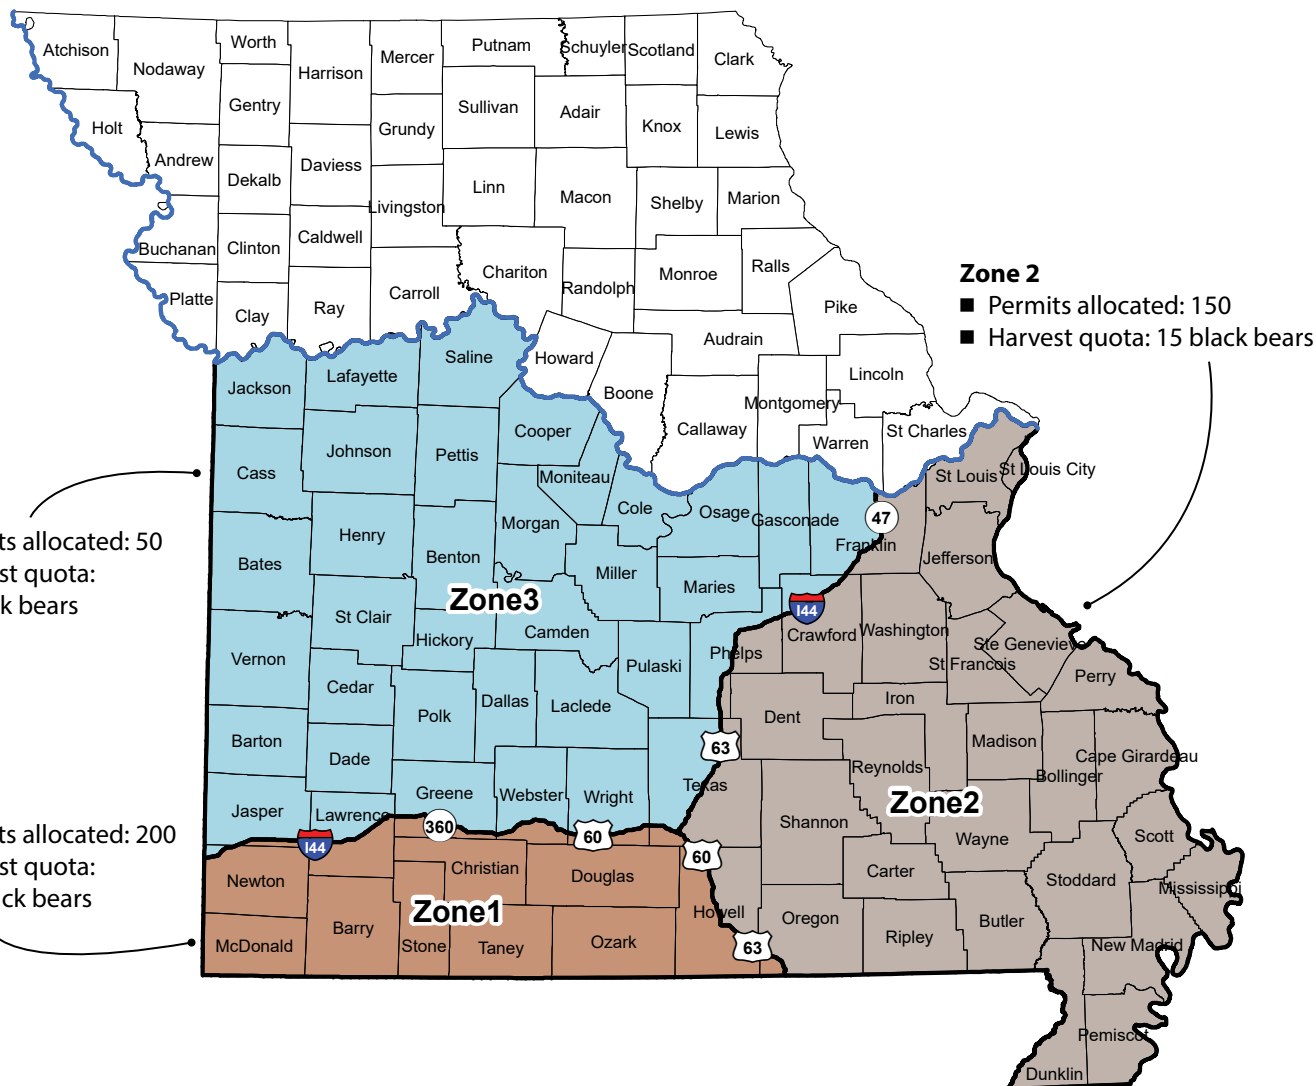 Atchison
Nodaway
Worth
Harrison
Mercer
Putnam
Schuyler
Scotland
Clark
Holt
Gentry
Grundy
Sullivan
Adair
Knox
Lewis
Andrew
Dekalb
Daviess
Livingston
Linn
Macon
Shelby
Marion
Buchanan
Clinton
Caldwell
Chariton
Randolph
Monroe
Ralls
Platte
Clay
Ray
Carroll
Pike
Audrain
Howard
Boone
Callaway
Montgomery
Lincoln
Warren
St Charles
Zone 2
■ Permits allocated: 150
■ Harvest quota: 15 black bears
Jackson
Lafayette
Saline
Cass
Johnson
Pettis
Cooper
Moniteau
Cole
Osage
Gasconade
47
Franklin
St Louis
St Louis City
Jefferson
ts allocated: 50
st quota:
k bears
Bates
Henry
Benton
Morgan
Miller
Maries
Zone3
St Clair
Hickory
Camden
Pulaski
Phelps
I44
Crawford
Washington
Ste Genevieve
St Francois
Perry
Vernon
Cedar
Polk
Dallas
Laclede
Dent
Iron
Madison
Bollinger
Cape Girardeau
Barton
Dade
Greene
Webster
Wright
Texas
63
Reynolds
Shannon
Zone2
Wayne
Scott
Jasper
Lawrence
I44
360
60
60
ts allocated: 200
st quota:
ck bears
Newton
Christian
Douglas
Carter
Stoddard
Mississippi
McDonald
Barry
Zone1
Stone
Taney
Ozark
Howell
63
Oregon
Ripley
Butler
New Madrid
Pemiscot
Dunklin